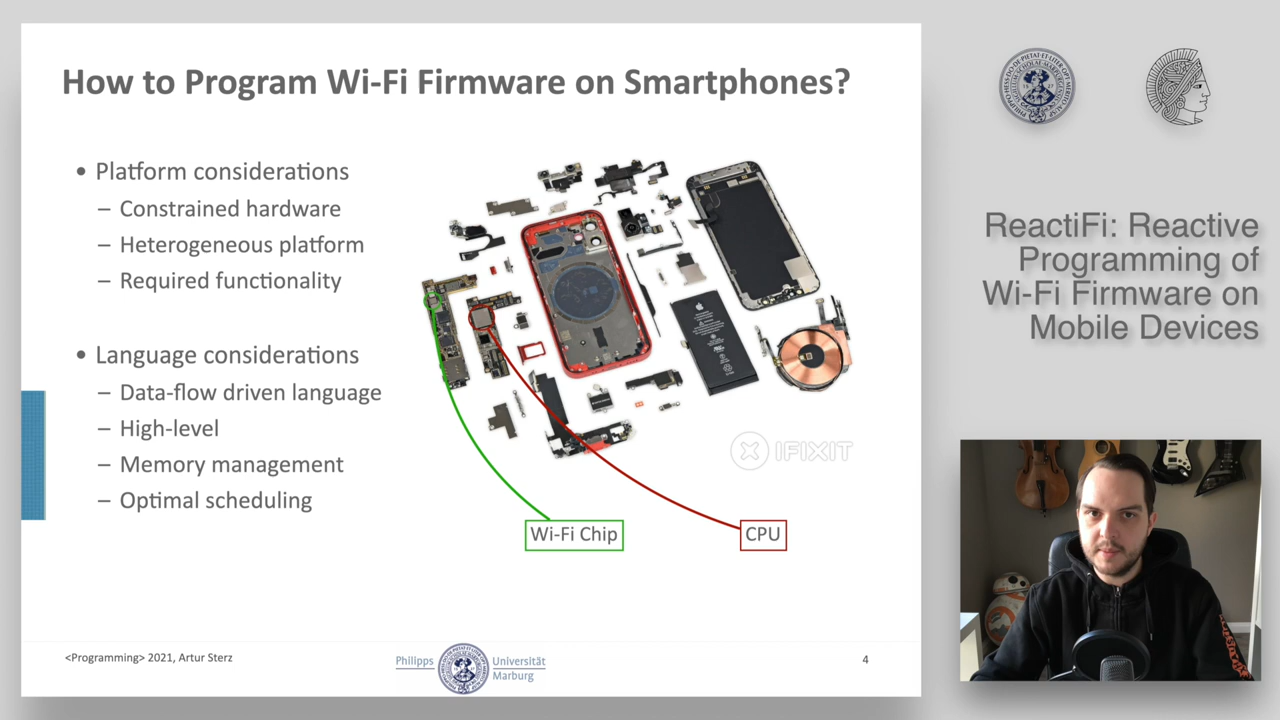 How to Program Wi-Fi Firmware on Smartphones?
• Platform considerations
– Constrained hardware
– Heterogeneous platform
– Required functionality
• Language considerations
– Data-flow driven language
– High-level
– Memory management
– Optimal scheduling
IFIXIT
Wi-Fi Chip
CPU
<Programming> 2021, Artur Sterz
Philipps Universität
Marburg
4
ReactiFi: Reactive
Programming of
Wi-Fi Firmware on
Mobile Devices